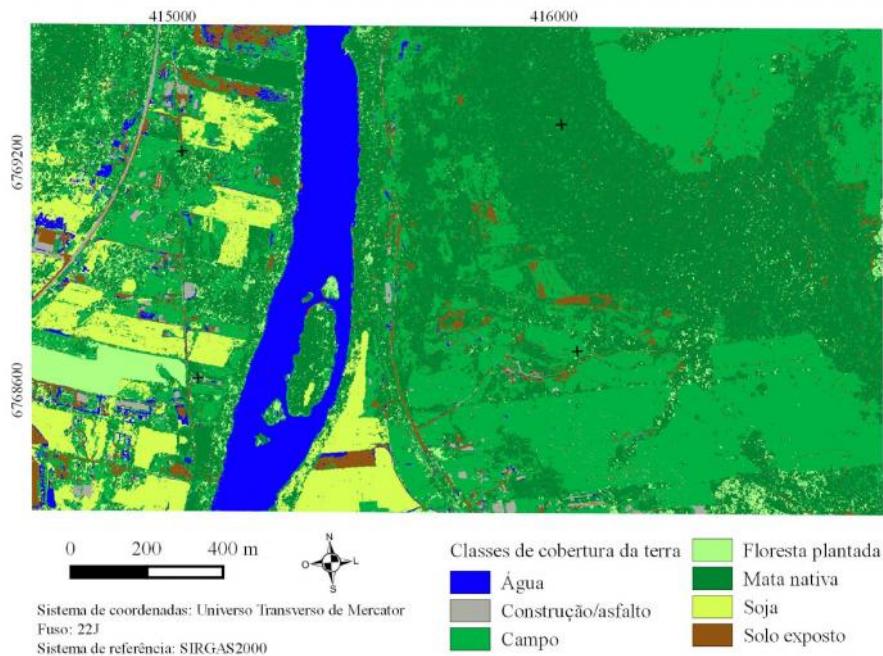 415000
416000
6769200
6768600
0 200 400 m
N
O L
S
Sistema de coordenadas: Universo Transverso de Mercator
Fuso: 22J
Sistema de referência: SIRGAS2000
Classes de cobertura da terra
Água
Construção/asfalto
Campo
Floresta plantada
Mata nativa
Soja
Solo exposto